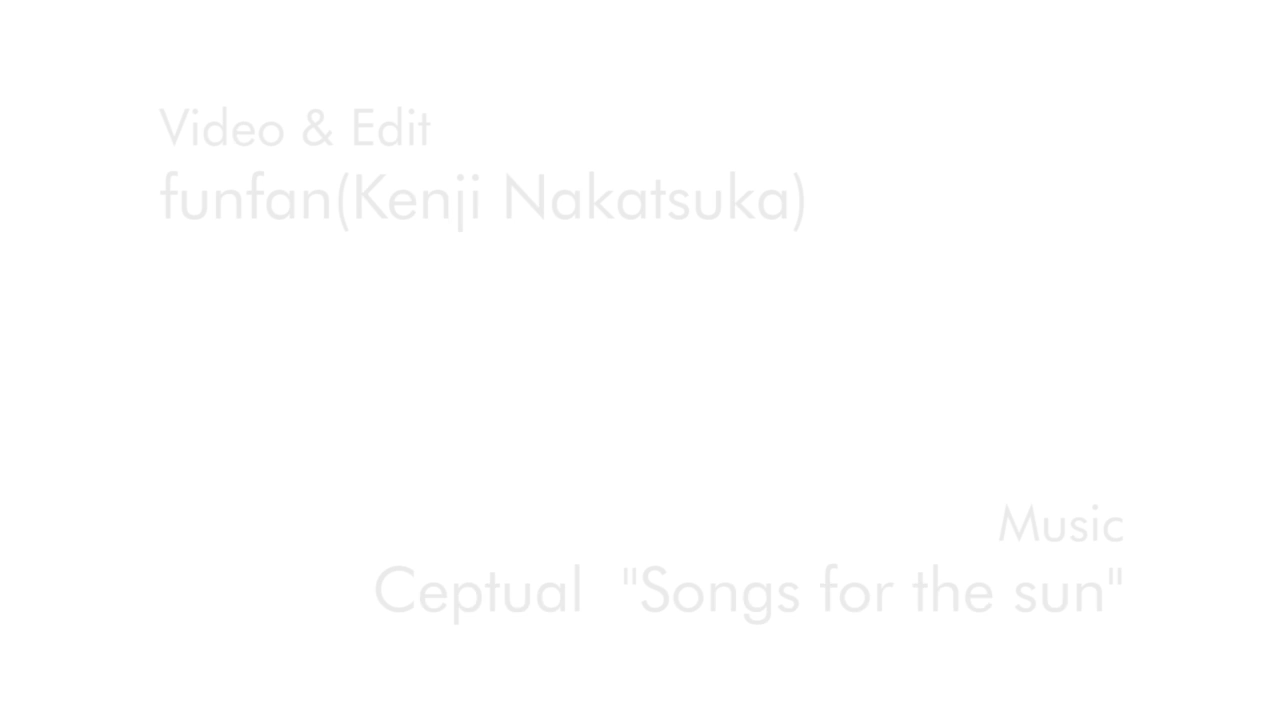 Video & Edit
funfan(Kenji Nakatsuka)
Music
Ceptual  "Songs for the sun"